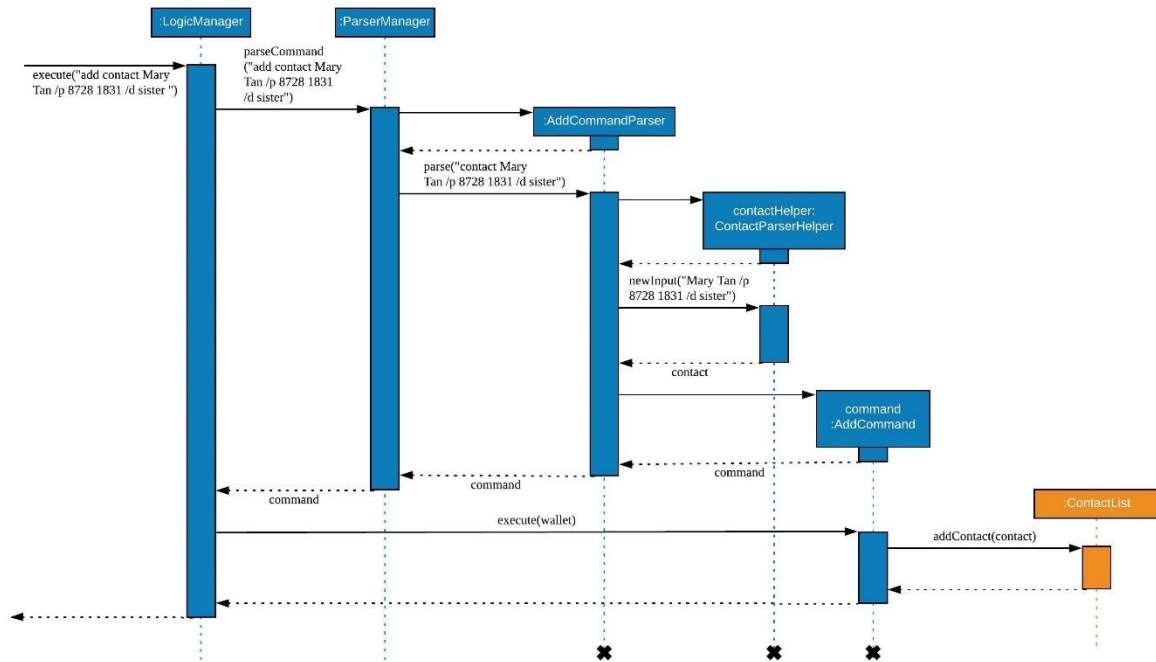 :LogicManager
:ParserManager
execute("add contact Mary
Tan /p 8728 1831 /d sister ")
parseCommand
("add contact Mary
Tan /p 8728 1831
/d sister")
:AddCommandParser
parse("contact Mary
Tan /p 8728 1831 /d sister")
contactHelper:
ContactParserHelper
newInput("Mary Tan /p
8728 1831 /d sister")
contact
command
:AddCommand
command
command
command
:ContactList
execute(wallet)
addContact(contact)